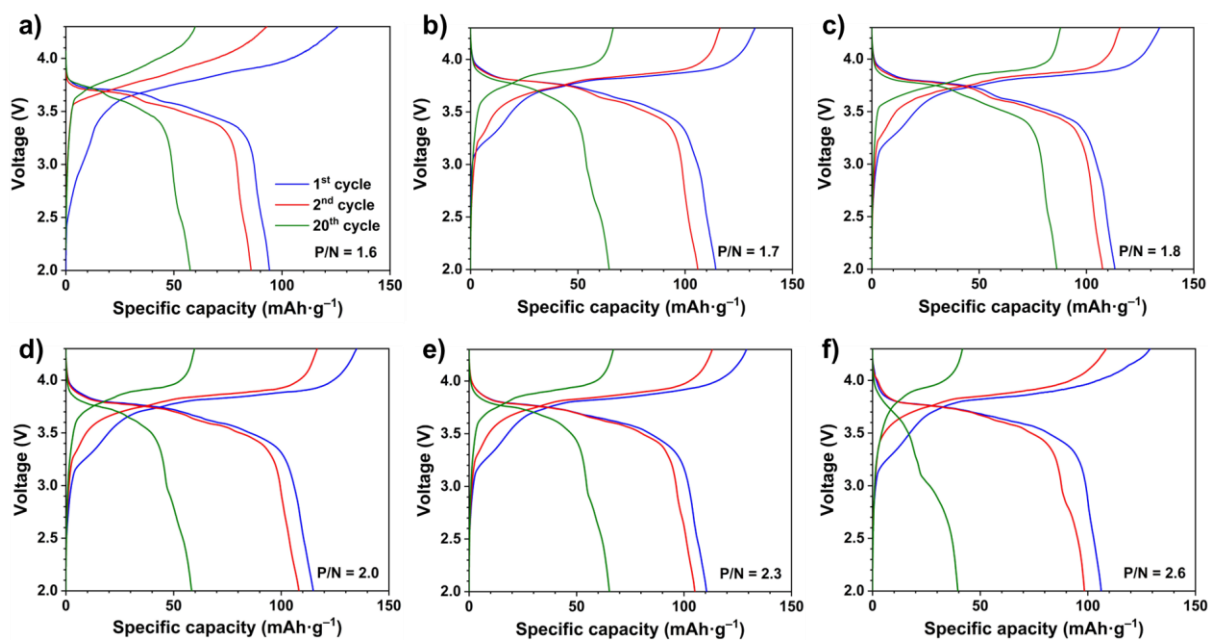 a)
4.0
3.5
3.0
2.5
2.0
Voltage (V)
1st cycle
2nd cycle
20th cycle
P/N = 1.6
0 50 100 150
Specific capacity (mAh·g–1)
b)
4.0
3.5
3.0
2.5
2.0
Voltage (V)
P/N = 1.7
0 50 100 150
Specific capacity (mAh·g–1)
c)
4.0
3.5
3.0
2.5
2.0
Voltage (V)
P/N = 1.8
0 50 100 150
Specific capacity (mAh·g–1)
d)
4.0
3.5
3.0
2.5
2.0
Voltage (V)
P/N = 2.0
0 50 100 150
Specific capacity (mAh·g–1)
e)
4.0
3.5
3.0
2.5
2.0
Voltage (V)
P/N = 2.3
0 50 100 150
Specific capacity (mAh·g–1)
f)
4.0
3.5
3.0
2.5
2.0
Voltage (V)
P/N = 2.6
0 50 100 150
Specific apacity (mAh·g–1)